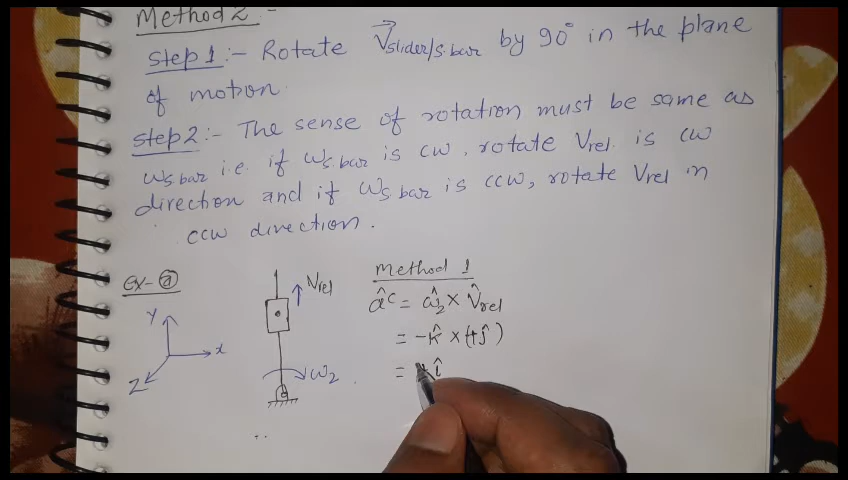 Method 2 :-
Step 1 :- Rotate V⃗slider/s.bar by 90° in the plane
of motion.
Step 2 :- The sense of rotation must be same as
ωs.bar i.e. if ωs.bar is cw, rotate Vrel. is cw
direction and if ωs.bar is ccw, rotate Vrel in
ccw direction.
Ex-ⓐ
Vrel
Y
x
Z
ω2
Method 1
âᶜ = ω̂2 × V̂rel
= -k̂ × (+ĵ)
= + î